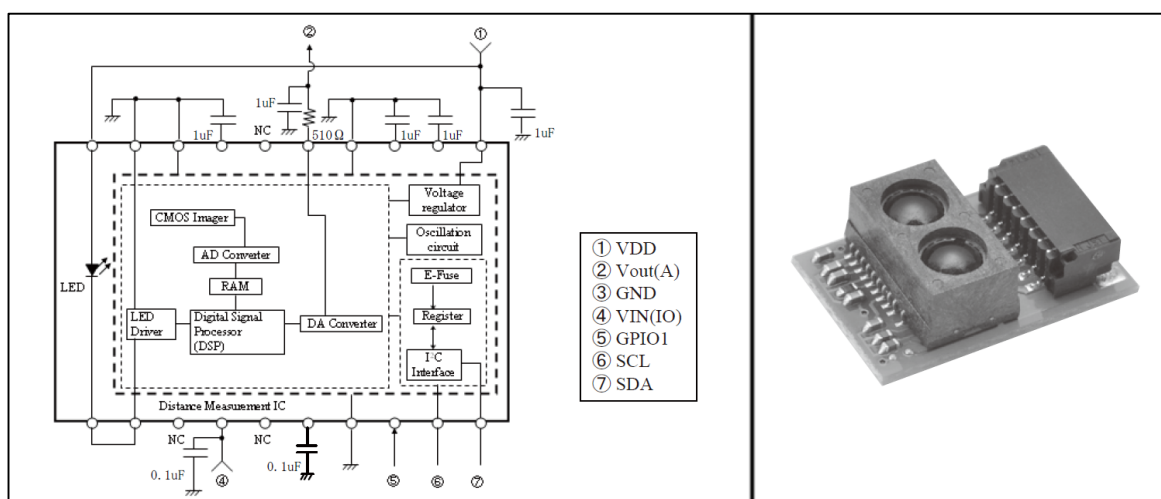 ②
①
1uF
1uF
NC
510Ω
1uF
1uF
1uF
Voltage
regulator
CMOS Imager
Oscillation
circuit
AD Converter
E-Fuse
LED
RAM
LED
Driver
Digital Signal
Processor
(DSP)
DA Converter
Register
I²C
Interface
Distance Measurement IC
NC
NC
0.1uF
④
0.1uF
⑤
⑥
⑦
① VDD
② Vout(A)
③ GND
④ VIN(IO)
⑤ GPIO1
⑥ SCL
⑦ SDA